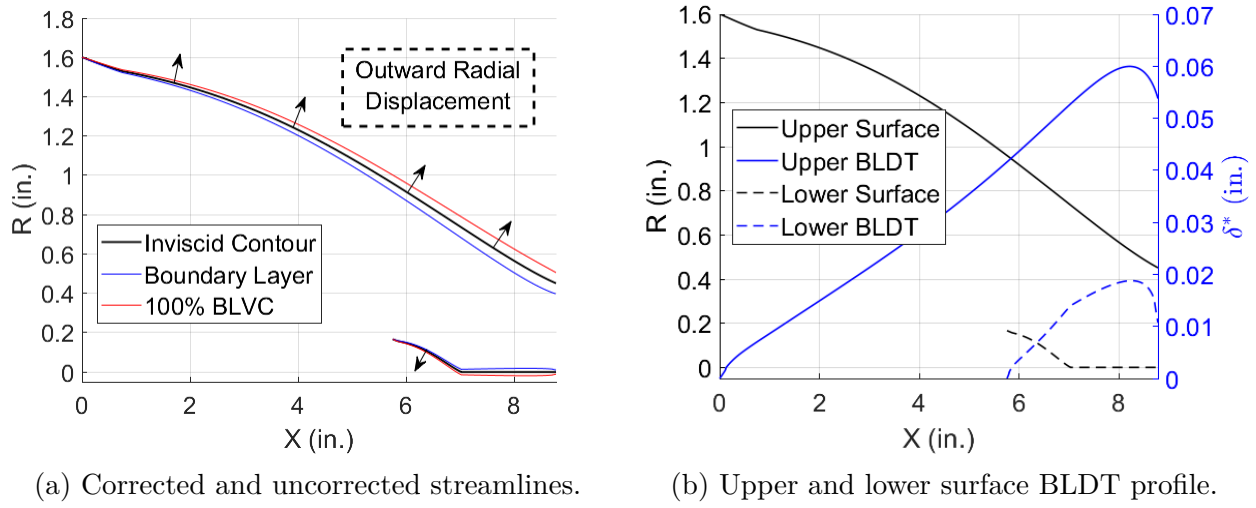 1.8
1.6
1.4
1.2
1
0.8
0.6
0.4
0.2
0
R (in.)
Outward Radial
Displacement
Inviscid Contour
Boundary Layer
100% BLVC
0 2 4 6 8
X (in.)
(a) Corrected and uncorrected streamlines.
1.6
1.4
1.2
1
0.8
0.6
0.4
0.2
0
R (in.)
Upper Surface
Upper BLDT
Lower Surface
Lower BLDT
0.07
0.06
0.05
0.04
0.03
0.02
0.01
0
δ* (in.)
0 2 4 6 8
X (in.)
(b) Upper and lower surface BLDT profile.